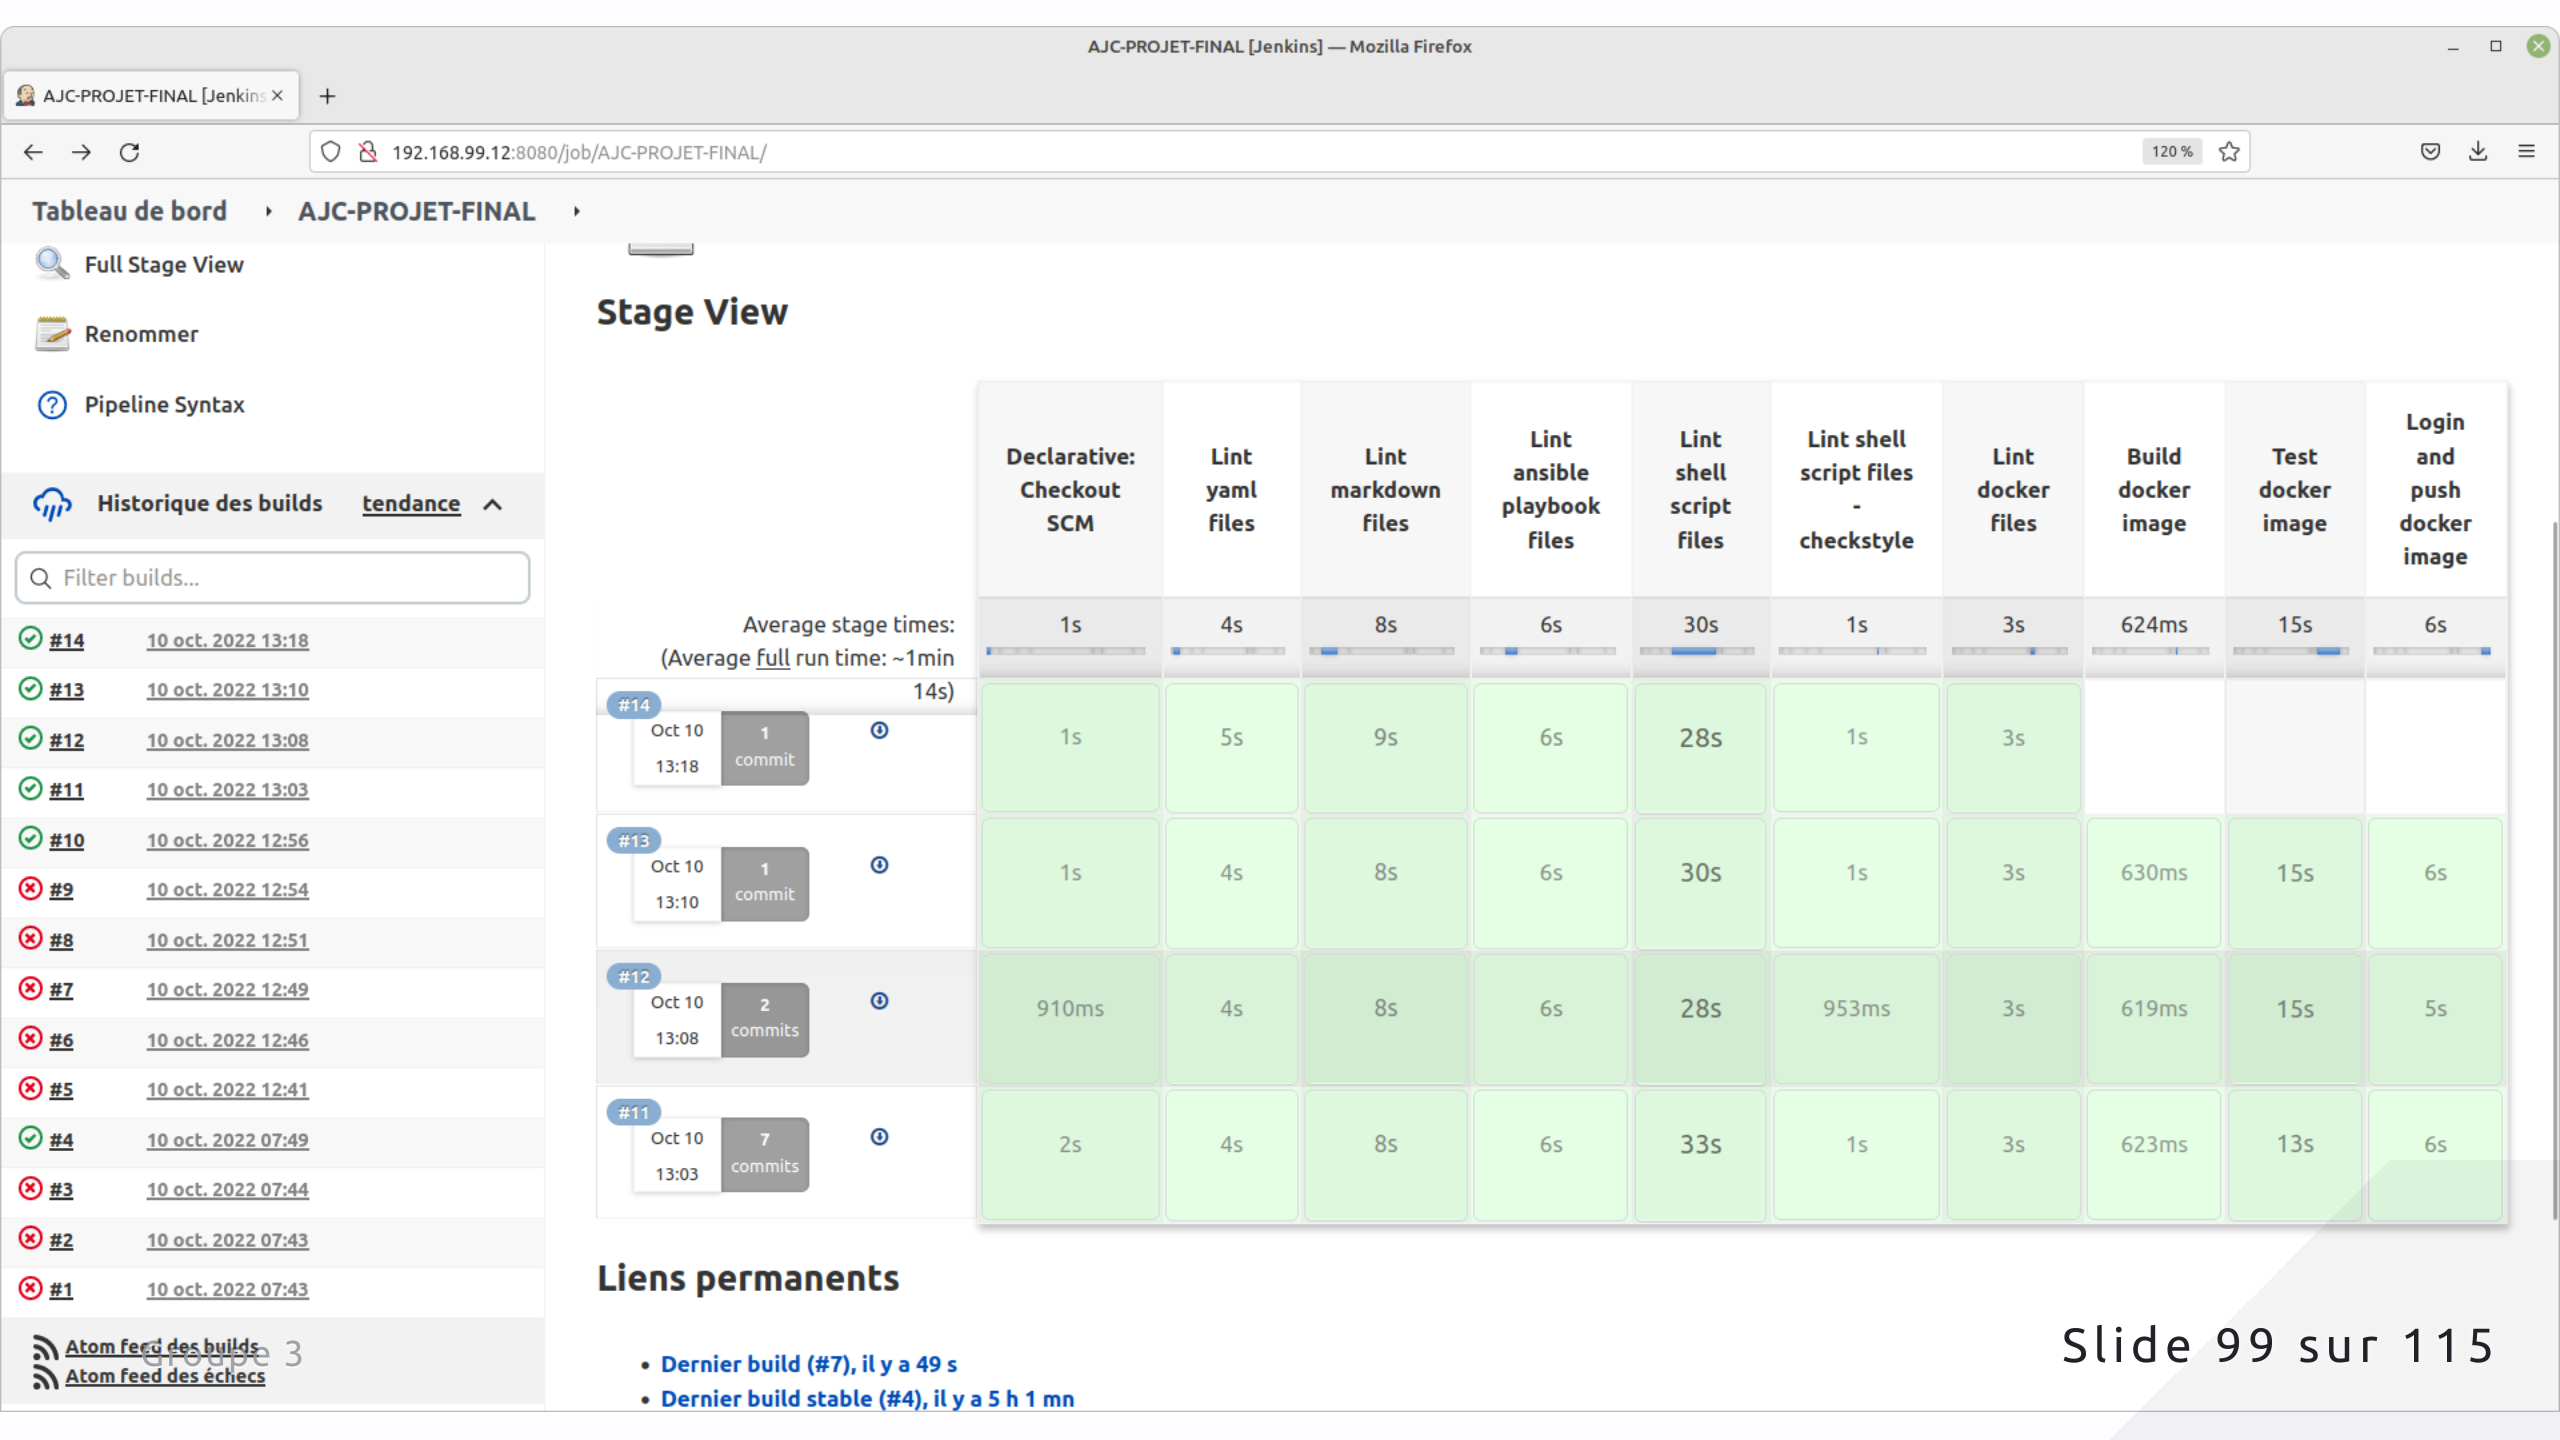 AJC-PROJET-FINAL [Jenkins] — Mozilla Firefox
AJC-PROJET-FINAL [Jenkins
192.168.99.12:8080/job/AJC-PROJET-FINAL/
120 %
Tableau de bord
AJC-PROJET-FINAL
Full Stage View
Renommer
Pipeline Syntax
Historique des builds
tendance
Filter builds...
#14 10 oct. 2022 13:18
#13 10 oct. 2022 13:10
#12 10 oct. 2022 13:08
#11 10 oct. 2022 13:03
#10 10 oct. 2022 12:56
#9 10 oct. 2022 12:54
#8 10 oct. 2022 12:51
#7 10 oct. 2022 12:49
#6 10 oct. 2022 12:46
#5 10 oct. 2022 12:41
#4 10 oct. 2022 07:49
#3 10 oct. 2022 07:44
#2 10 oct. 2022 07:43
#1 10 oct. 2022 07:43
Atom feed des builds
Atom feed des échecs
Groupe 3
Stage View
Declarative:
Checkout
SCM
Lint
yaml
files
Lint
markdown
files
Lint
ansible
playbook
files
Lint
shell
script
files
Lint shell
script files
-
checkstyle
Lint
docker
files
Build
docker
image
Test
docker
image
Login
and
push
docker
image
Average stage times:
(Average full run time: ~1min
14s)
1s 4s 8s 6s 30s 1s 3s 624ms 15s 6s
#14
Oct 10
13:18
1
commit
1s 5s 9s 6s 28s 1s 3s
#13
Oct 10
13:10
1
commit
1s 4s 8s 6s 30s 1s 3s 630ms 15s 6s
#12
Oct 10
13:08
2
commits
910ms 4s 8s 6s 28s 953ms 3s 619ms 15s 5s
#11
Oct 10
13:03
7
commits
2s 4s 8s 6s 33s 1s 3s 623ms 13s 6s
Liens permanents
• Dernier build (#7), il y a 49 s
• Dernier build stable (#4), il y a 5 h 1 mn
Slide 99 sur 115